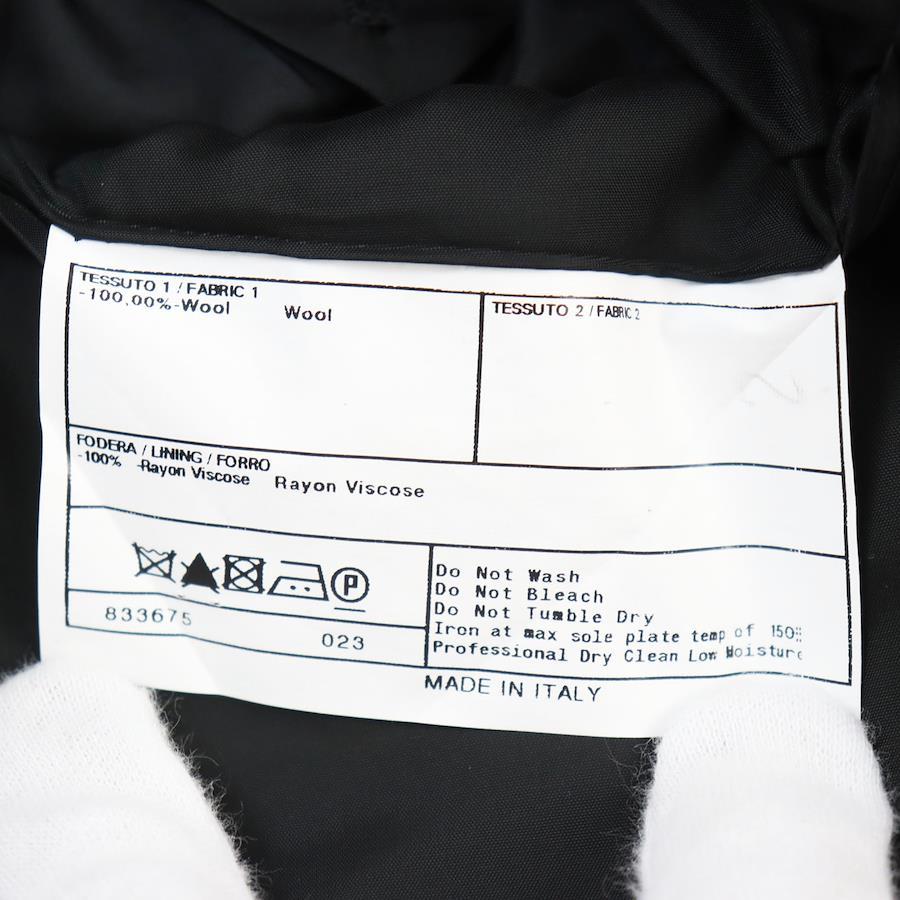 TESSUTO 1 / FABRIC 1
-100,00%-Wool Wool
TESSUTO 2 / FABRIC 2
FODERA / LINING / FORRO
-100% Rayon Viscose Rayon Viscose
P
833675
023
Do Not Wash
Do Not Bleach
Do Not Tumble Dry
Iron at max sole plate temp of 150
Professional Dry Clean Low Moisture
MADE IN ITALY